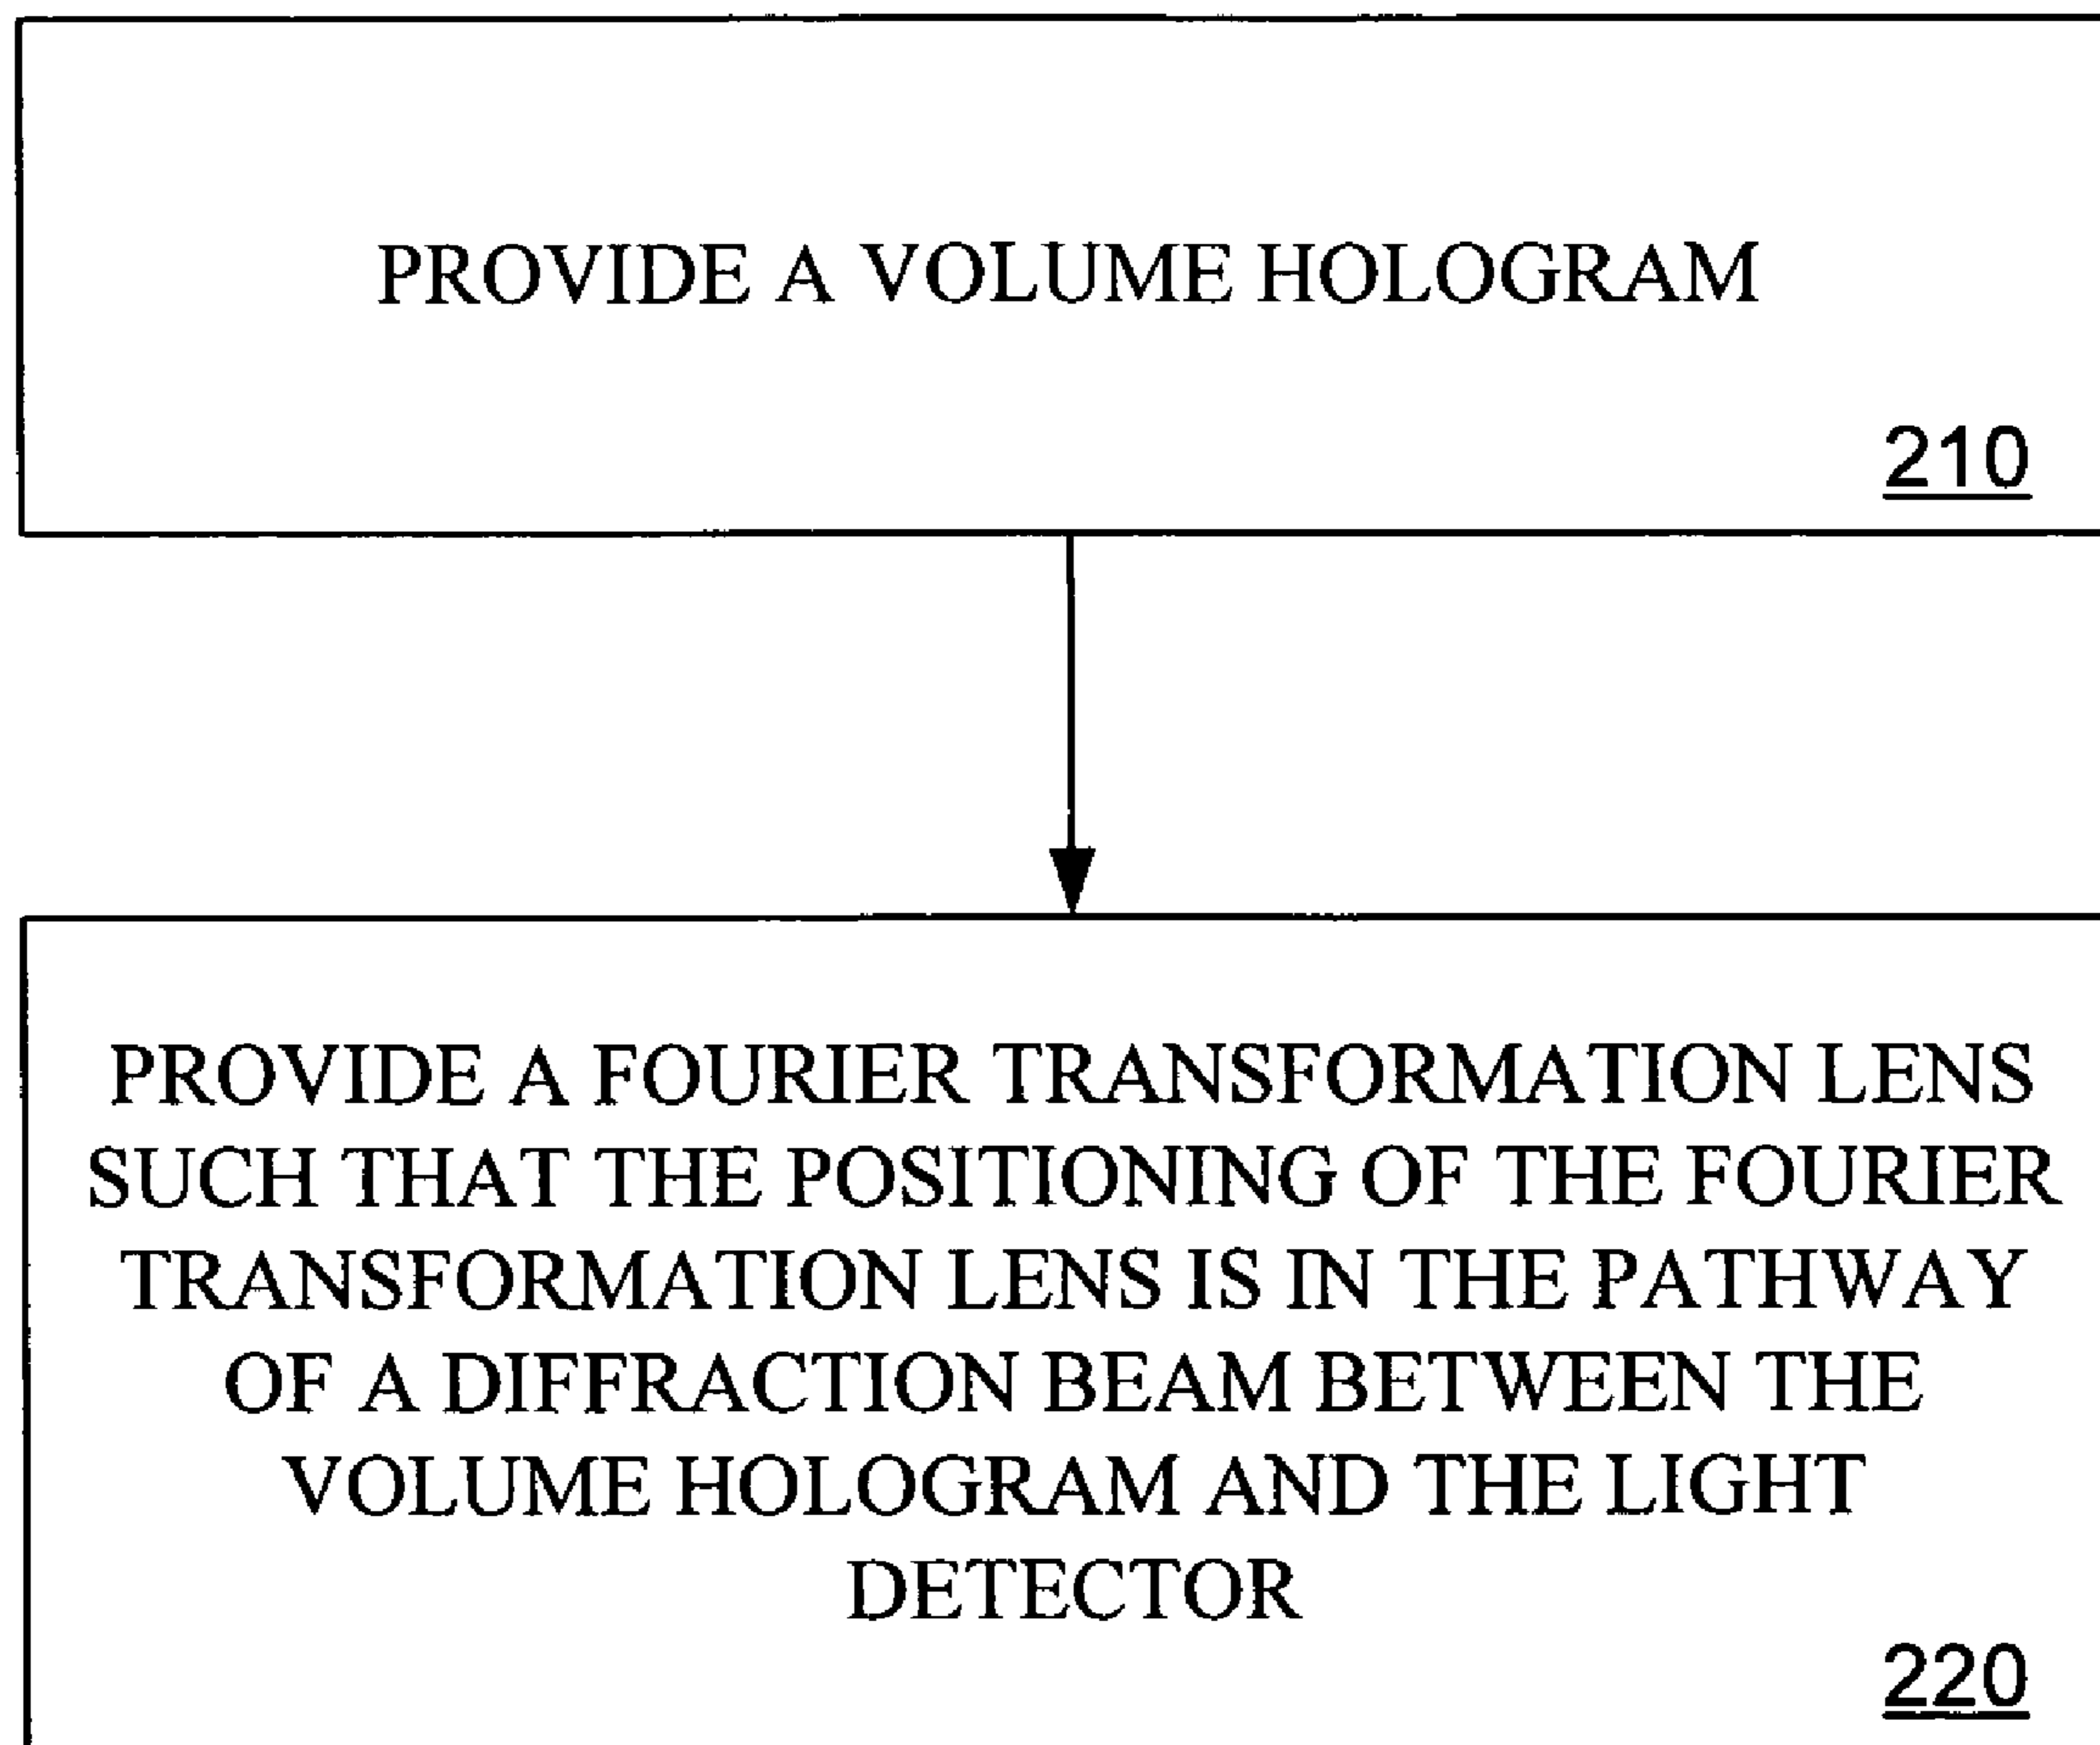 PROVIDE A VOLUME HOLOGRAM
210
PROVIDE A FOURIER TRANSFORMATION LENS
SUCH THAT THE POSITIONING OF THE FOURIER
TRANSFORMATION LENS IS IN THE PATHWAY
OF A DIFFRACTION BEAM BETWEEN THE
VOLUME HOLOGRAM AND THE LIGHT
DETECTOR
220